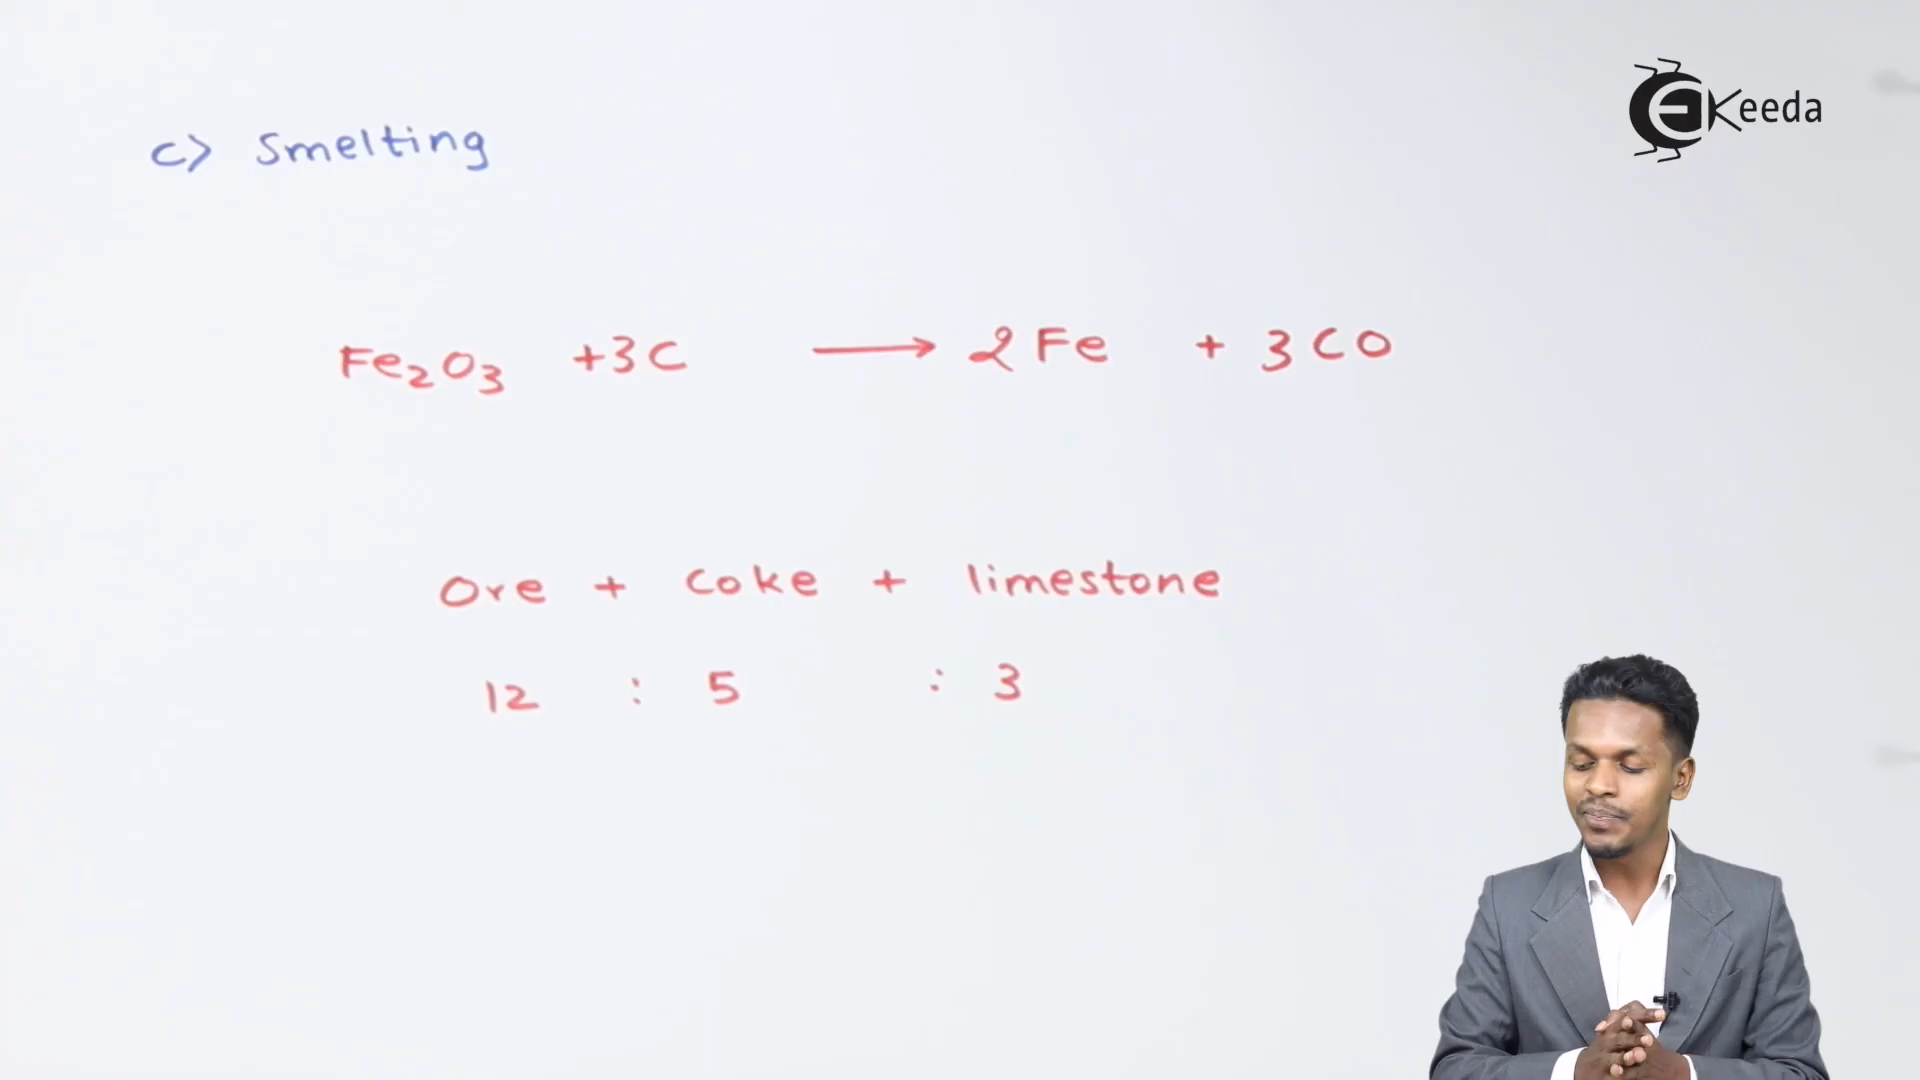 EKeeda
c> Smelting
Fe₂O₃ +3C ⟶ 2Fe + 3CO
Ore + coke + limestone
12 : 5 : 3